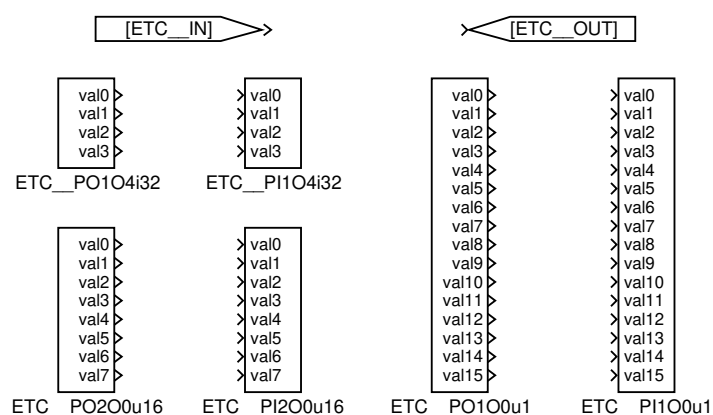 [ETC__IN]
[ETC__OUT]
val0
val1
val2
val3
ETC__PO1O4i32
val0
val1
val2
val3
ETC__PI1O4i32
val0
val1
val2
val3
val4
val5
val6
val7
val8
val9
val10
val11
val12
val13
val14
val15
ETC PO1O0u1
val0
val1
val2
val3
val4
val5
val6
val7
val8
val9
val10
val11
val12
val13
val14
val15
ETC PI1O0u1
val0
val1
val2
val3
val4
val5
val6
val7
ETC PO2O0u16
val0
val1
val2
val3
val4
val5
val6
val7
ETC PI2O0u16